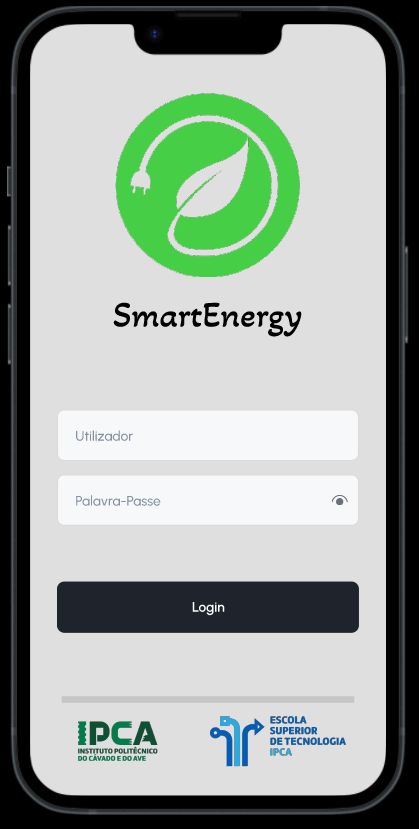 SmartEnergy
Utilizador
Palavra-Passe
Login
IPCA
INSTITUTO POLITÉCNICO
DO CÁVADO E DO AVE
ESCOLA
SUPERIOR
DE TECNOLOGIA
IPCA